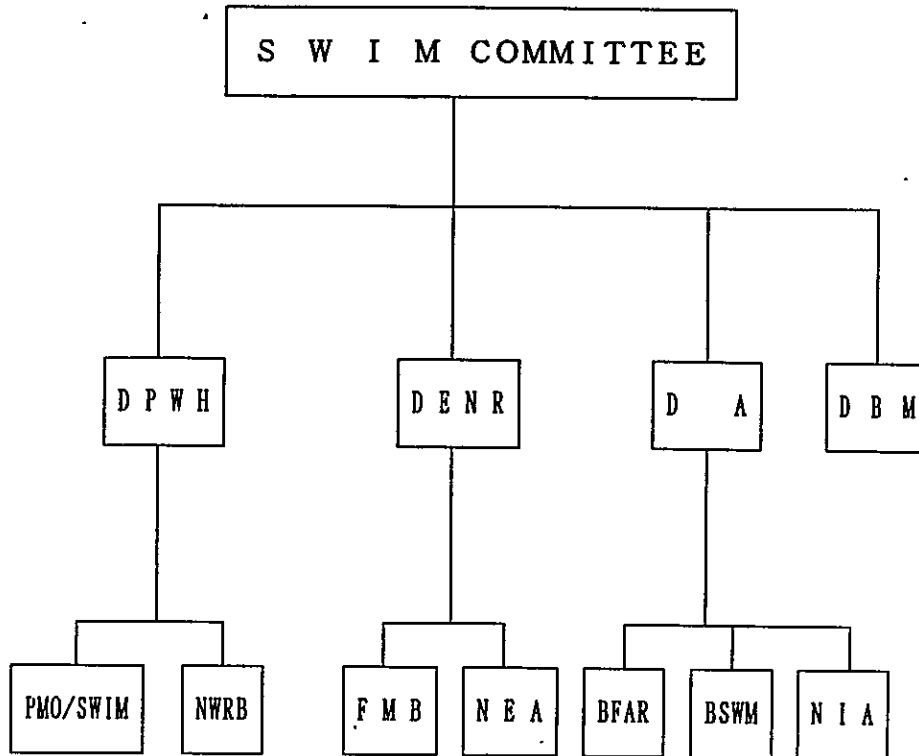 S W I M COMMITTEE
D P W H
D E N R
D A
D B M
PMO/SWIM
NWRB
F M B
N E A
BFAR
BSWM
N I A